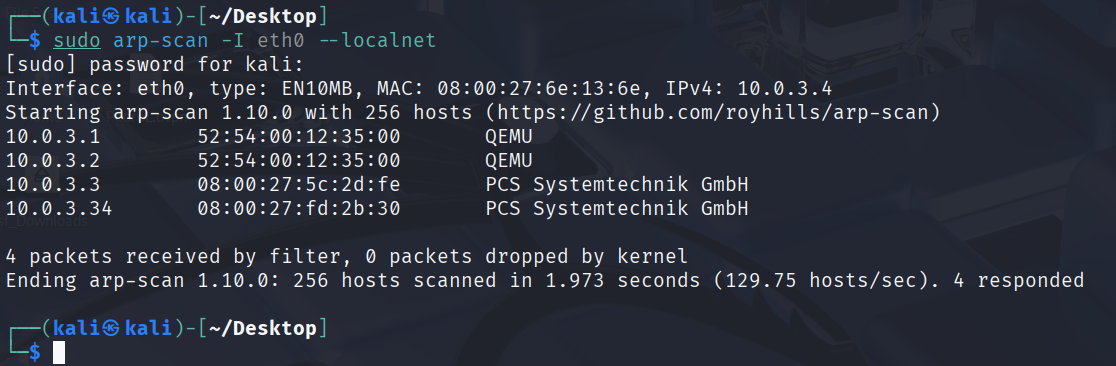 ┌──(kali㉿kali)-[~/Desktop]
└─$ sudo arp-scan -I eth0 --localnet
[sudo] password for kali:
Interface: eth0, type: EN10MB, MAC: 08:00:27:6e:13:6e, IPv4: 10.0.3.4
Starting arp-scan 1.10.0 with 256 hosts (https://github.com/royhills/arp-scan)
10.0.3.1        52:54:00:12:35:00       QEMU
10.0.3.2        52:54:00:12:35:00       QEMU
10.0.3.3        08:00:27:5c:2d:fe       PCS Systemtechnik GmbH
10.0.3.34       08:00:27:fd:2b:30       PCS Systemtechnik GmbH
4 packets received by filter, 0 packets dropped by kernel
Ending arp-scan 1.10.0: 256 hosts scanned in 1.973 seconds (129.75 hosts/sec). 4 responded
┌──(kali㉿kali)-[~/Desktop]
└─$